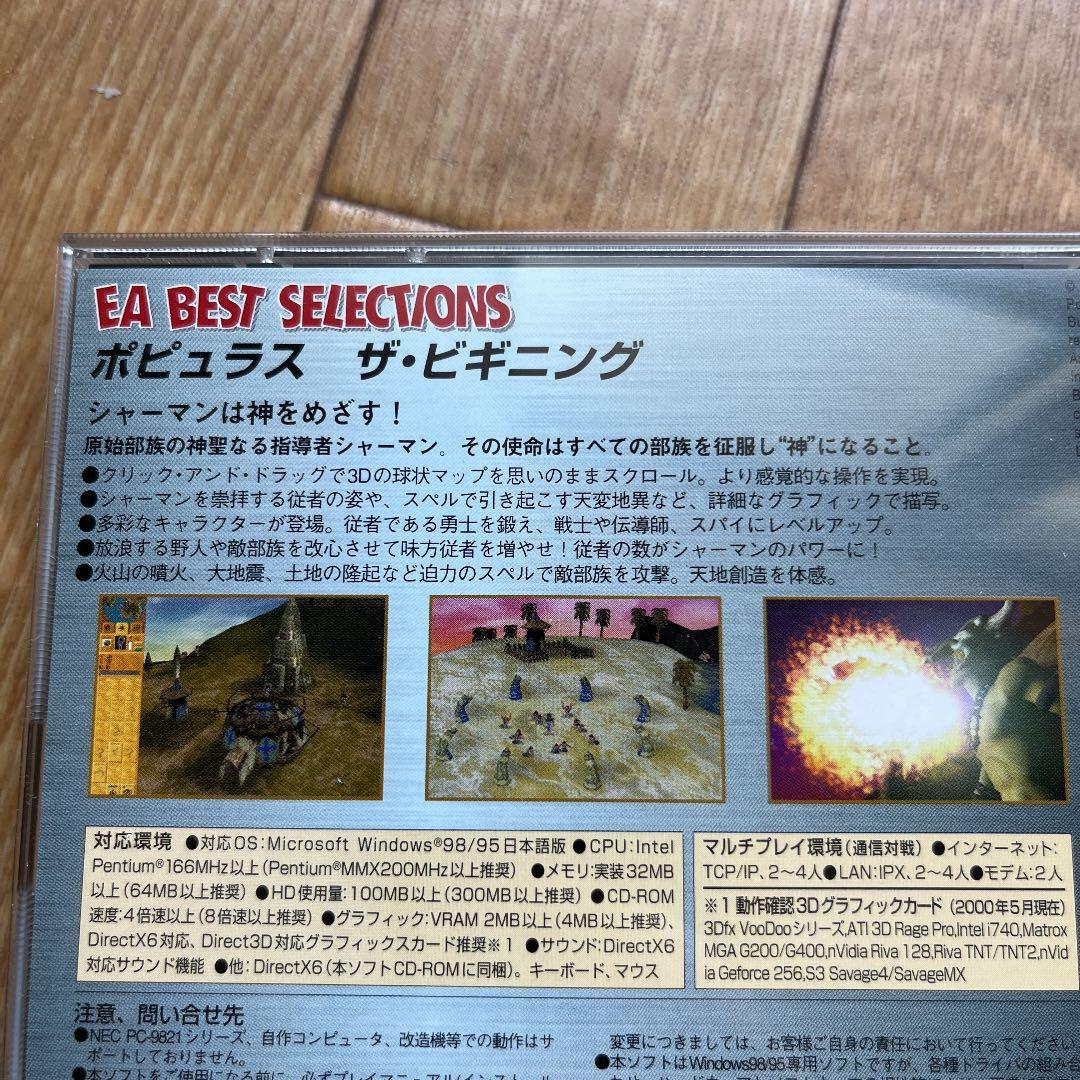 EA BEST SELECTIONS
ポピュラス ザ・ビギニング
シャーマンは神をめざす！
原始部族の神聖なる指導者シャーマン。その使命はすべての部族を征服し“神”になること。
●クリック・アンド・ドラッグで3Dの球状マップを思いのままスクロール。より感覚的な操作を実現。
●シャーマンを崇拝する従者の姿や、スペルで引き起こす天変地異など、詳細なグラフィックで描写。
●多彩なキャラクターが登場。従者である勇士を鍛え、戦士や伝導師、スパイにレベルアップ。
●放浪する野人や敵部族を改心させて味方従者を増やせ！従者の数がシャーマンのパワーに！
●火山の噴火、大地震、土地の隆起など迫力のスペルで敵部族を攻撃。天地創造を体感。
対応環境 ●対応OS:Microsoft Windows®98/95日本語版 ●CPU:Intel
Pentium®166MHz以上(Pentium®MMX200MHz以上推奨) ●メモリ:実装32MB
以上(64MB以上推奨) ●HD使用量:100MB以上(300MB以上推奨) ●CD-ROM
速度:4倍速以上(8倍速以上推奨) ●グラフィック:VRAM 2MB以上(4MB以上推奨)、
DirectX6対応、Direct3D対応グラフィックスカード推奨※1 ●サウンド:DirectX6
対応サウンド機能 ●他:DirectX6(本ソフトCD-ROMに同梱)。キーボード、マウス
マルチプレイ環境(通信対戦) ●インターネット:
TCP/IP、2〜4人●LAN:IPX、2〜4人●モデム:2人
※1 動作確認3Dグラフィックカード (2000年5月現在)
3Dfx VooDooシリーズ,ATI 3D Rage Pro,Intel i740,Matrox
MGA G200/G400,nVidia Riva 128,Riva TNT/TNT2,nVid
ia Geforce 256,S3 Savage4/SavageMX
注意、問い合せ先
●NEC PC-9821シリーズ、自作コンピュータ、改造機等での動作はサ
ポートしておりません。
●本ソフトをご使用になる前に、必ずプレイマニュアル/インストール
変更につきましては、お客様ご自身の責任において行ってください
●本ソフトはWindows98/95専用ソフトですが、各種ドライバの組み合